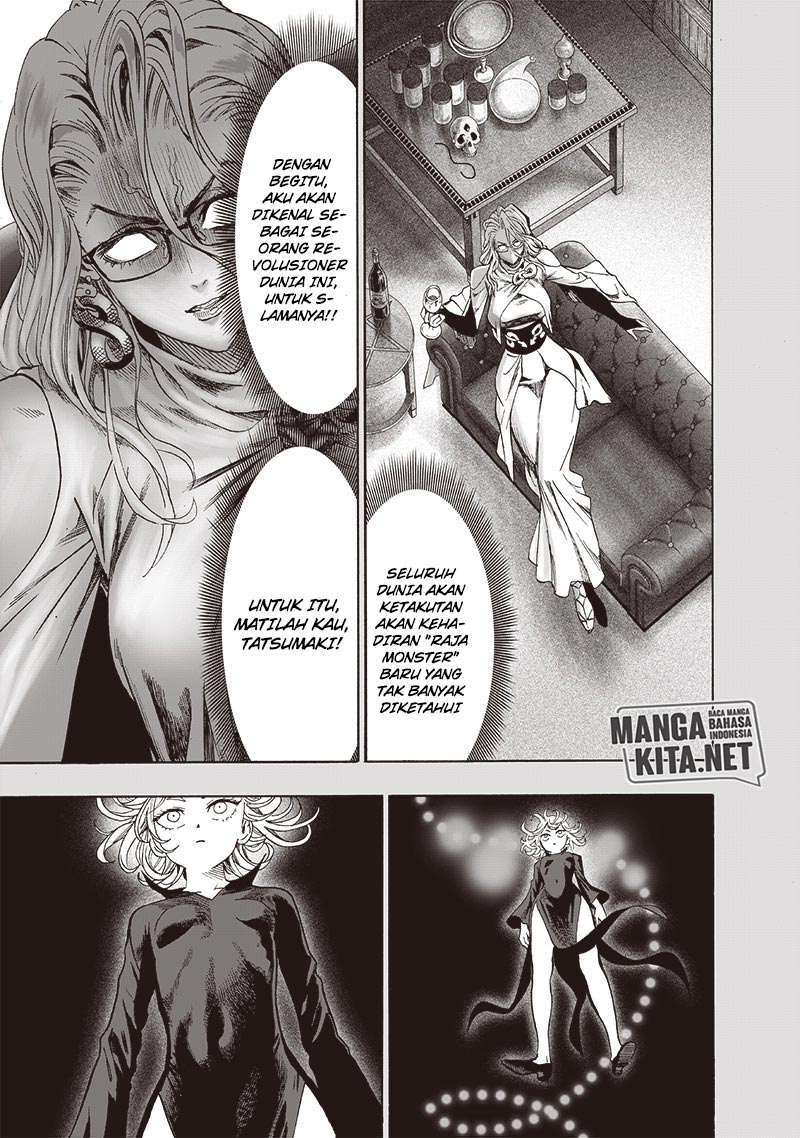 SELURUH
DUNIA AKAN
KETAKUTAN
AKAN KEHA-
DIRAN "RAJA
MONSTER"
BARU YANG
TAK BANYAK
DIKETAHUI
DENGAN
BEGITU,
AKU AKAN
DIKENAL SE-
BAGAI SE-
ORANG RE-
VOLUSIONER
DUNIA INI,
UNTUK S-
LAMANYA!!
UNTUK ITU,
MATILAH KAU,
TATSUMAKI!
MANGA
KITA.NET
BACA MANGA
BAHASA
INDONESIA